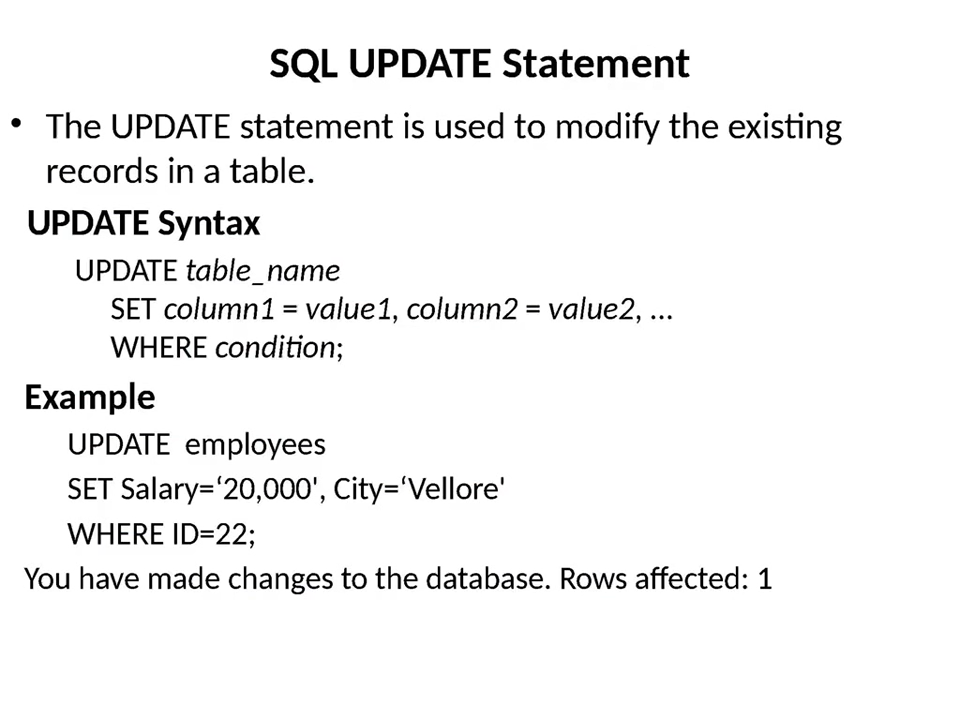 SQL UPDATE Statement
• The UPDATE statement is used to modify the existing
records in a table.
UPDATE Syntax
UPDATE table_name
SET column1 = value1, column2 = value2, ...
WHERE condition;
Example
UPDATE  employees
SET Salary=‘20,000', City=‘Vellore'
WHERE ID=22;
You have made changes to the database. Rows affected: 1